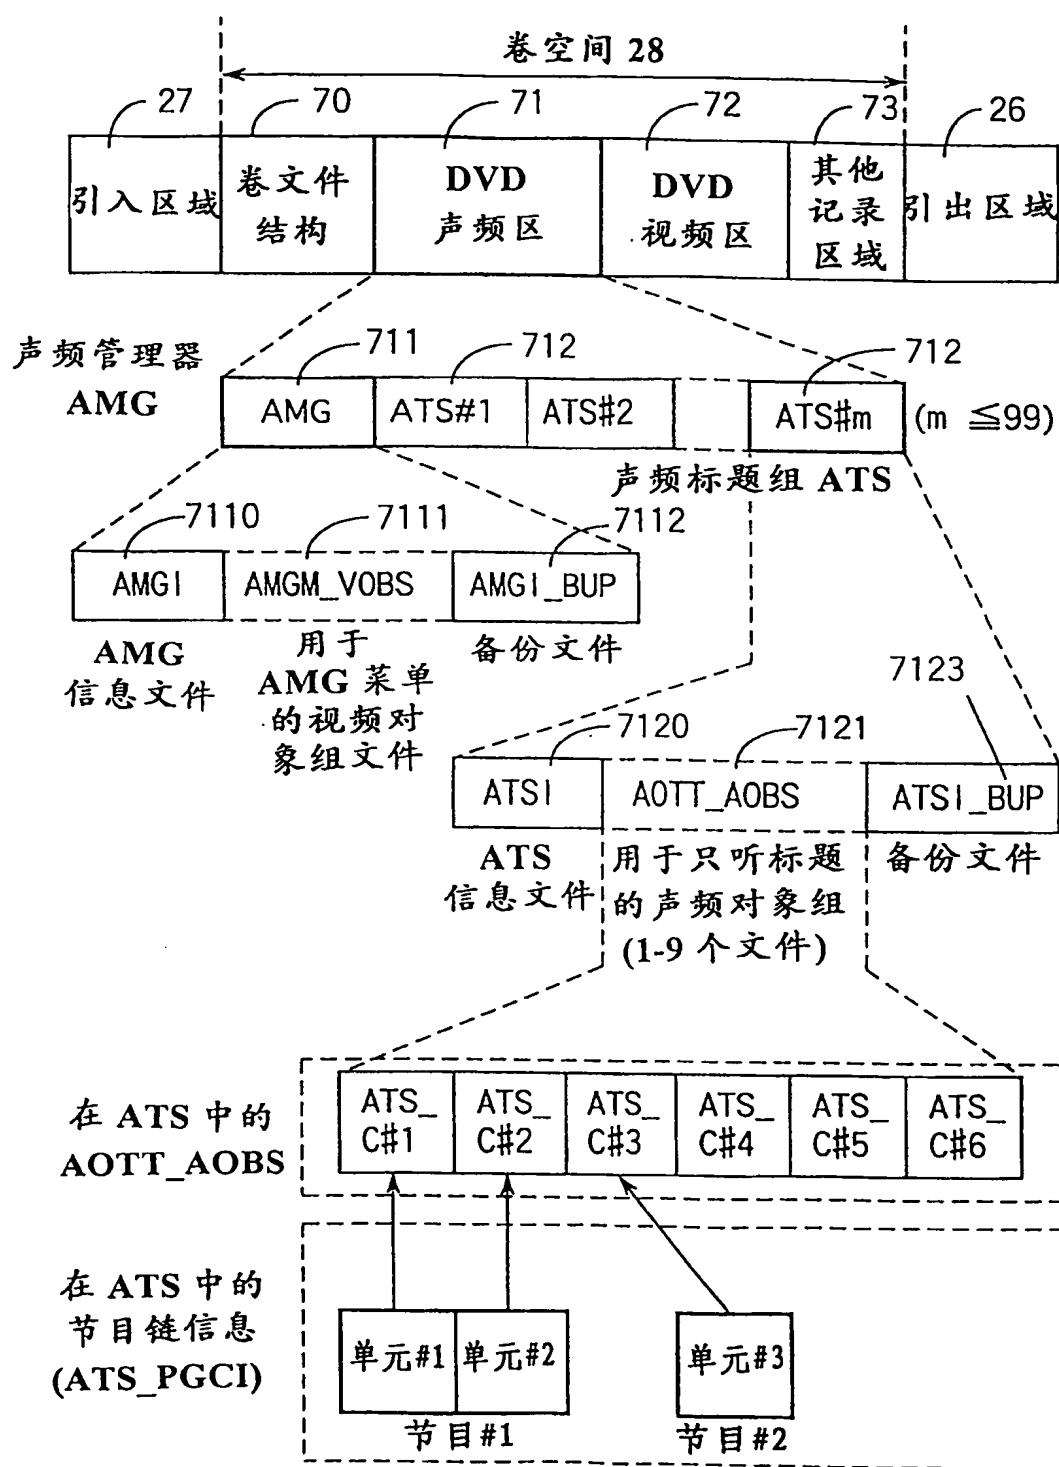 卷空间 28
27
70
71
72
73
26
引入区域
卷文件
结构
DVD
声频区
DVD
视频区
其他
记录
区域
引出区域
声频管理器
AMG
711
712
712
AMG
ATS#1
ATS#2
ATS#m
(m ≦99)
声频标题组 ATS
7110
7111
7112
AMGI
AMGM_VOBS
AMGI_BUP
AMG
信息文件
用于
AMG 菜单
的视频对
象组文件
备份文件
7123
7120
7121
ATSI
AOTT_AOBS
ATSI_BUP
ATS
信息文件
用于只听标题
的声频对象组
(1-9 个文件)
备份文件
在 ATS 中的
AOTT_AOBS
ATS_
C#1
ATS_
C#2
ATS_
C#3
ATS_
C#4
ATS_
C#5
ATS_
C#6
在 ATS 中的
节目链信息
(ATS_PGCI)
单元#1
单元#2
单元#3
节目#1
节目#2